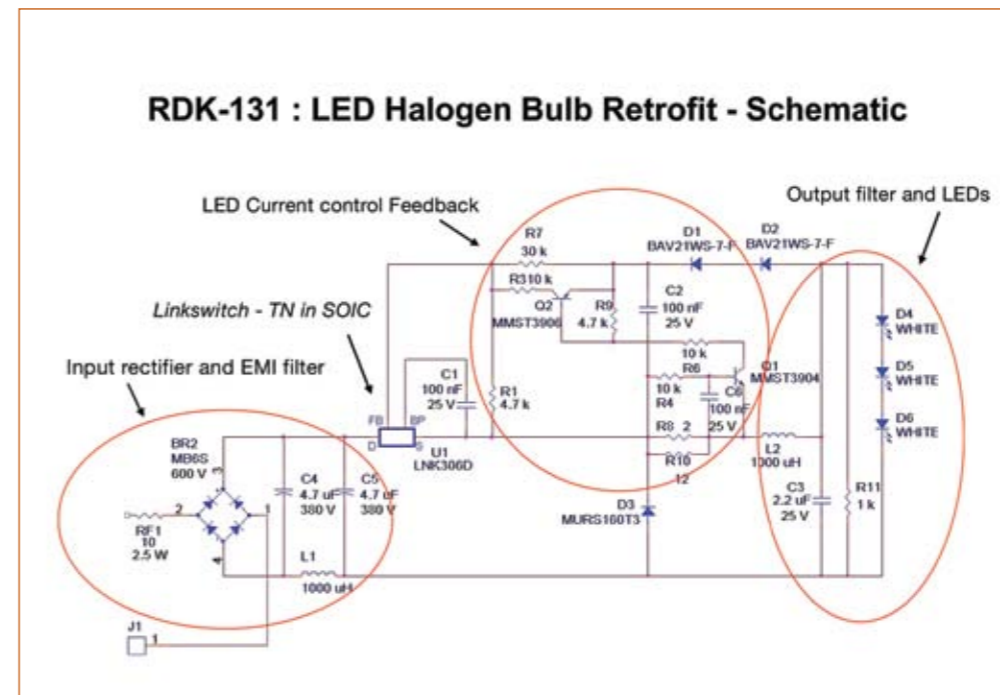 RDK-131 : LED Halogen Bulb Retrofit - Schematic
Output filter and LEDs
LED Current control Feedback
R7
30 k
D1
BAV21WS-7-F
D2
BAV21WS-7-F
R3 10 k
Q2
MMST3906
R9
4.7 k
C2
100 nF
25 V
D4
WHITE
Linkswitch - TN in SOIC
10 k
R6
Q1
MMST3904
D5
WHITE
Input rectifier and EMI filter
C1
100 nF
25 V
R1
4.7 k
10 k
R4
C6
100 nF
25 V
D6
WHITE
FB
BP
D
S
U1
LNK306D
R8 2
R10
12
L2
1000 uH
BR2
MB6S
600 V
3
C4
4.7 uF
380 V
C5
4.7 uF
380 V
D3
MURS160T3
C3
2.2 uF
25 V
R11
1 k
2
1
RF1
10
2.5 W
4
L1
1000 uH
J1
1